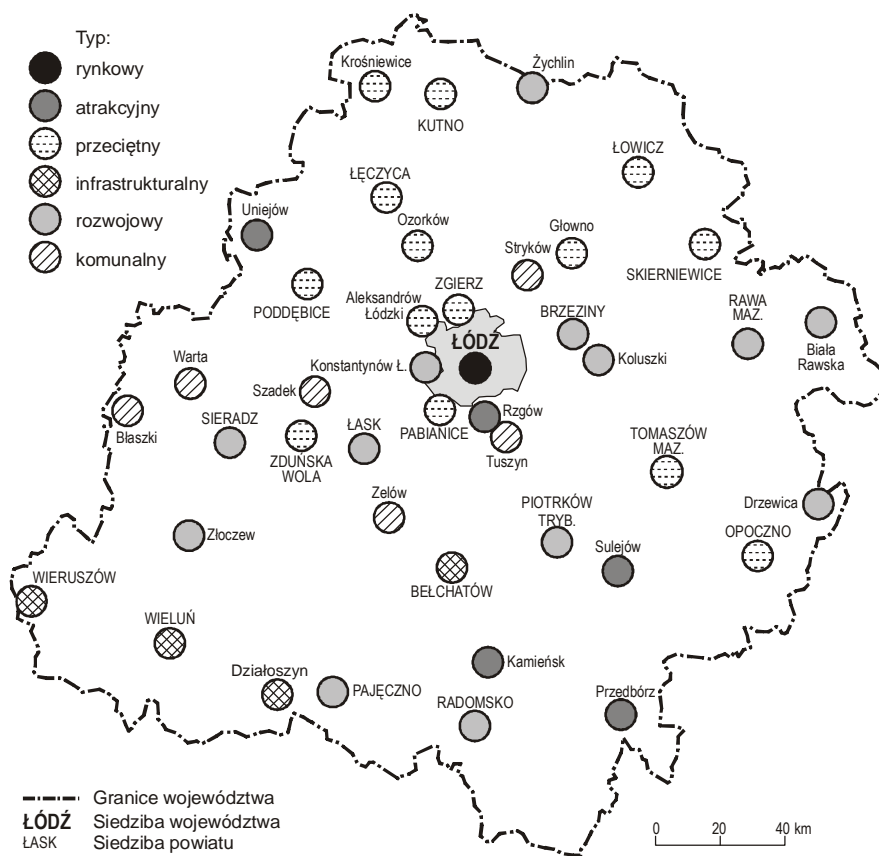 Typ:
rynkowy
atrakcyjny
przeciętny
infrastrukturalny
rozwojowy
komunalny
Krośniewice
KUTNO
Żychlin
ŁOWICZ
ŁĘCZYCA
Uniejów
Ozorków
Głowno
Stryków
SKIERNIEWICE
PODDĘBICE
Aleksandrów
Łódzki
ZGIERZ
BRZEZINY
RAWA
MAZ.
Biała
Rawska
ŁÓDŹ
Konstantynów Ł.
Koluszki
Warta
Szadek
Błaszki
SIERADZ
ZDUŃSKA
WOLA
ŁASK
PABIANICE
Rzgów
Tuszyn
TOMASZÓW
MAZ.
Zelów
PIOTRKÓW
TRYB.
Drzewica
Złoczew
Sulejów
OPOCZNO
BEŁCHATÓW
WIERUSZÓW
WIELUŃ
Kamieńsk
Działoszyn
PAJĘCZNO
RADOMSKO
Przedbórz
Granice województwa
ŁÓDŹ Siedziba województwa
ŁASK Siedziba powiatu
0 20 40 km